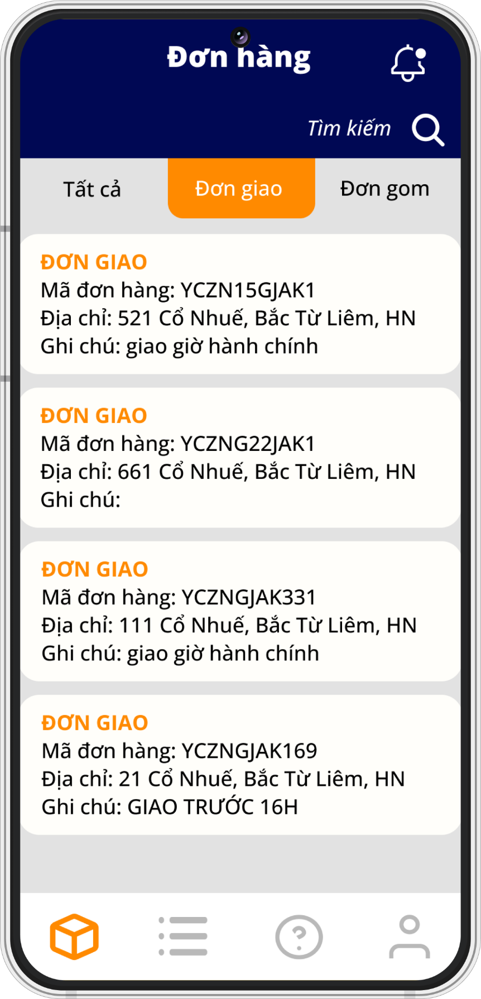 Đơn hàng
Tìm kiếm
Tất cả
Đơn giao
Đơn gom
ĐƠN GIAO
Mã đơn hàng: YCZN15GJAK1
Địa chỉ: 521 Cổ Nhuế, Bắc Từ Liêm, HN
Ghi chú: giao giờ hành chính
ĐƠN GIAO
Mã đơn hàng: YCZNG22JAK1
Địa chỉ: 661 Cổ Nhuế, Bắc Từ Liêm, HN
Ghi chú:
ĐƠN GIAO
Mã đơn hàng: YCZNGJAK331
Địa chỉ: 111 Cổ Nhuế, Bắc Từ Liêm, HN
Ghi chú: giao giờ hành chính
ĐƠN GIAO
Mã đơn hàng: YCZNGJAK169
Địa chỉ: 21 Cổ Nhuế, Bắc Từ Liêm, HN
Ghi chú: GIAO TRƯỚC 16H